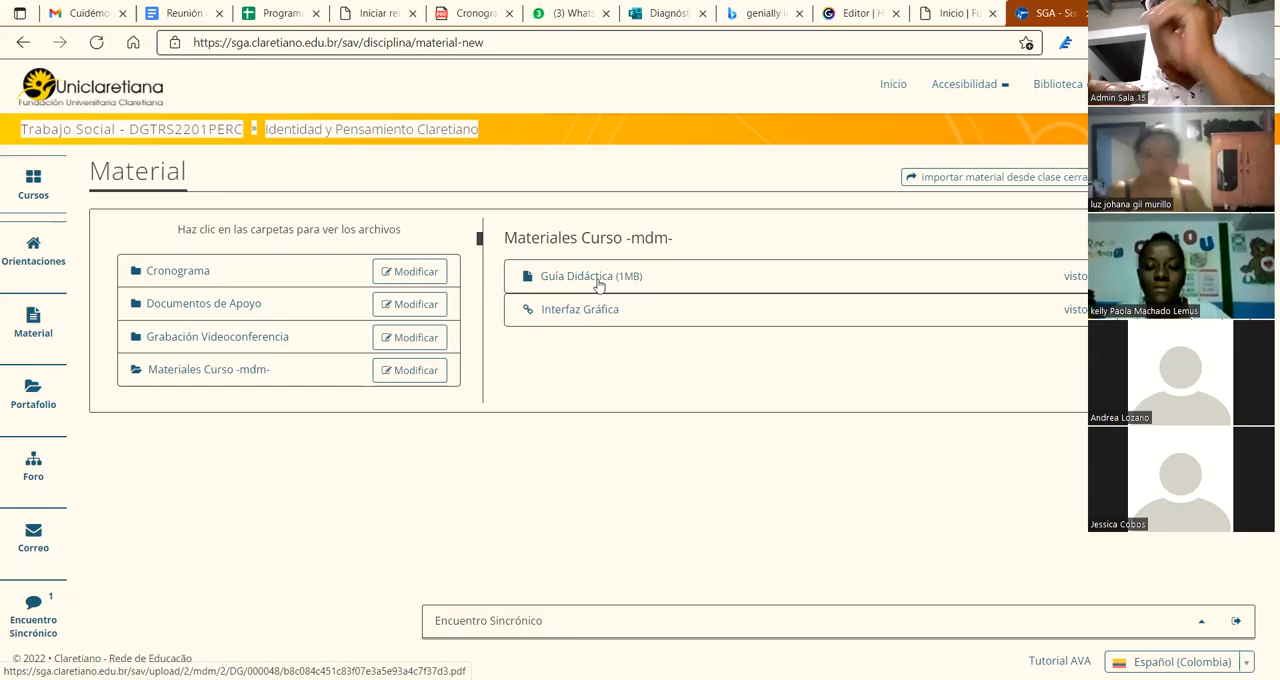 Cuidémo
Reunión
Program
Iniciar re
Cronogra
(3) What
Diagnóst
genially i
Editor | H
Inicio | Fu
SGA - Sis
https://sga.claretiano.edu.br/sav/disciplina/material-new
Uniclaretiana
Fundación Universitaria Claretiana
Inicio
Accesibilidad
Biblioteca
Trabajo Social - DGTRS2201PERC » Identidad y Pensamiento Claretiano
Cursos
Orientaciones
Material
Portafolio
Foro
Correo
1
Encuentro
Sincrónico
Material
Importar material desde clase cerra
Haz clic en las carpetas para ver los archivos
Cronograma
Modificar
Documentos de Apoyo
Modificar
Grabación Videoconferencia
Modificar
Materiales Curso -mdm-
Modificar
Materiales Curso -mdm-
Guía Didáctica (1MB)
visto
Interfaz Gráfica
visto
Admin Sala 15
luz johana gil murillo
kelly Paola Machado Lemus
Andrea Lozano
Jessica Cobos
Encuentro Sincrónico
© 2022 • Claretiano - Rede de Educação
Tutorial AVA
Español (Colombia)
https://sga.claretiano.edu.br/sav/upload/2/mdm/2/DG/000048/b8c084c451c83f07e3a5e93a4c7f37d3.pdf